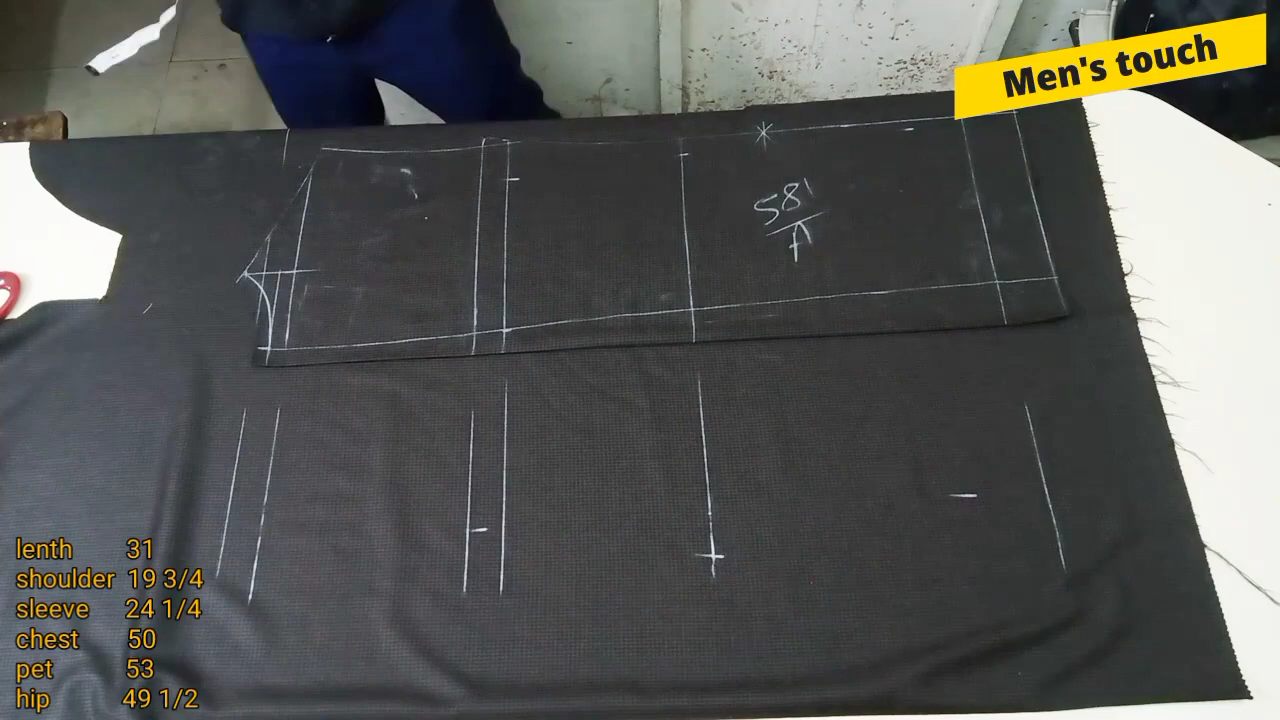 Men's touch
58'
A
lenth 31
shoulder 19 3/4
sleeve 24 1/4
chest 50
pet 53
hip 49 1/2